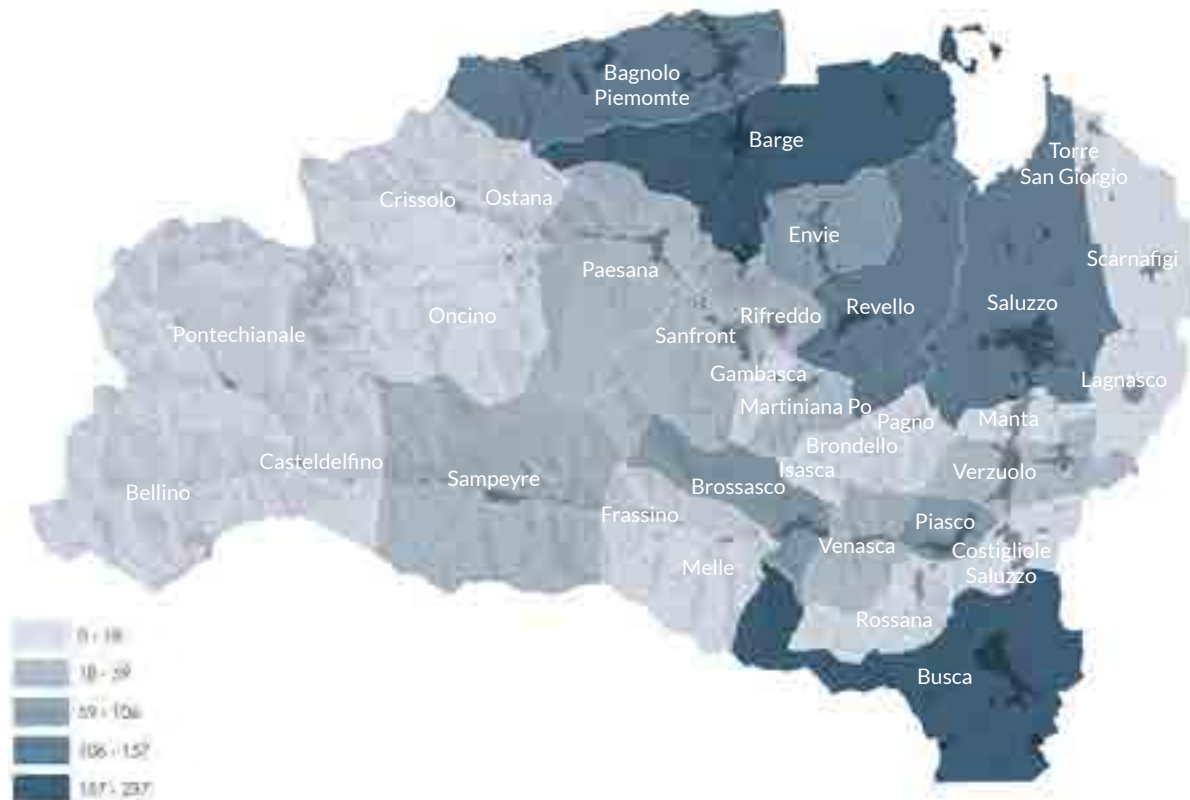 Bagnolo
Piemomte
Barge
Torre
San Giorgio
Crissolo
Ostana
Envie
Scarnafigi
Paesana
Saluzzo
Revello
Rifreddo
Oncino
Sanfront
Pontechianale
Gambasca
Lagnasco
Martiniana Po
Pagno
Manta
Brondello
Casteldelfino
Isasca
Verzuolo
Sampeyre
Brossasco
Bellino
Frassino
Piasco
Venasca
Costigliole
Saluzzo
Melle
Rossana
Busca
0 - 18
18 - 59
59 - 106
106 - 157